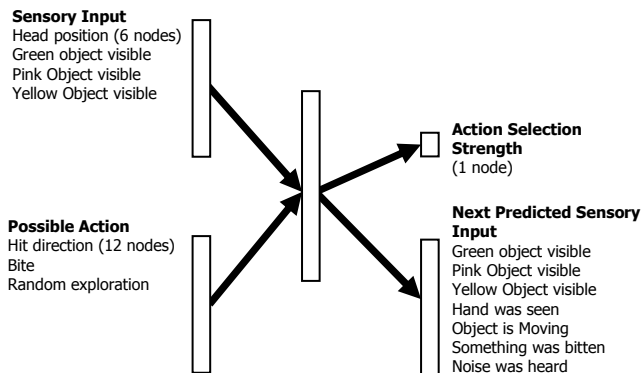 Sensory Input
Head position (6 nodes)
Green object visible
Pink Object visible
Yellow Object visible
Possible Action
Hit direction (12 nodes)
Bite
Random exploration
Action Selection
Strength
(1 node)
Next Predicted Sensory
Input
Green object visible
Pink Object visible
Yellow Object visible
Hand was seen
Object is Moving
Something was bitten
Noise was heard